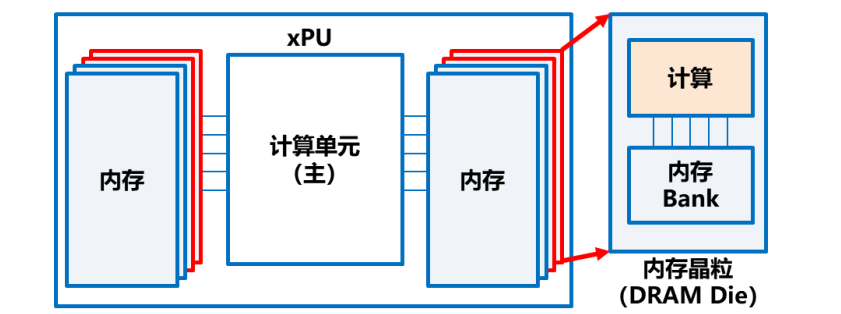 xPU
内存
计算单元
(主)
内存
计算
内存
Bank
内存晶粒
(DRAM Die)